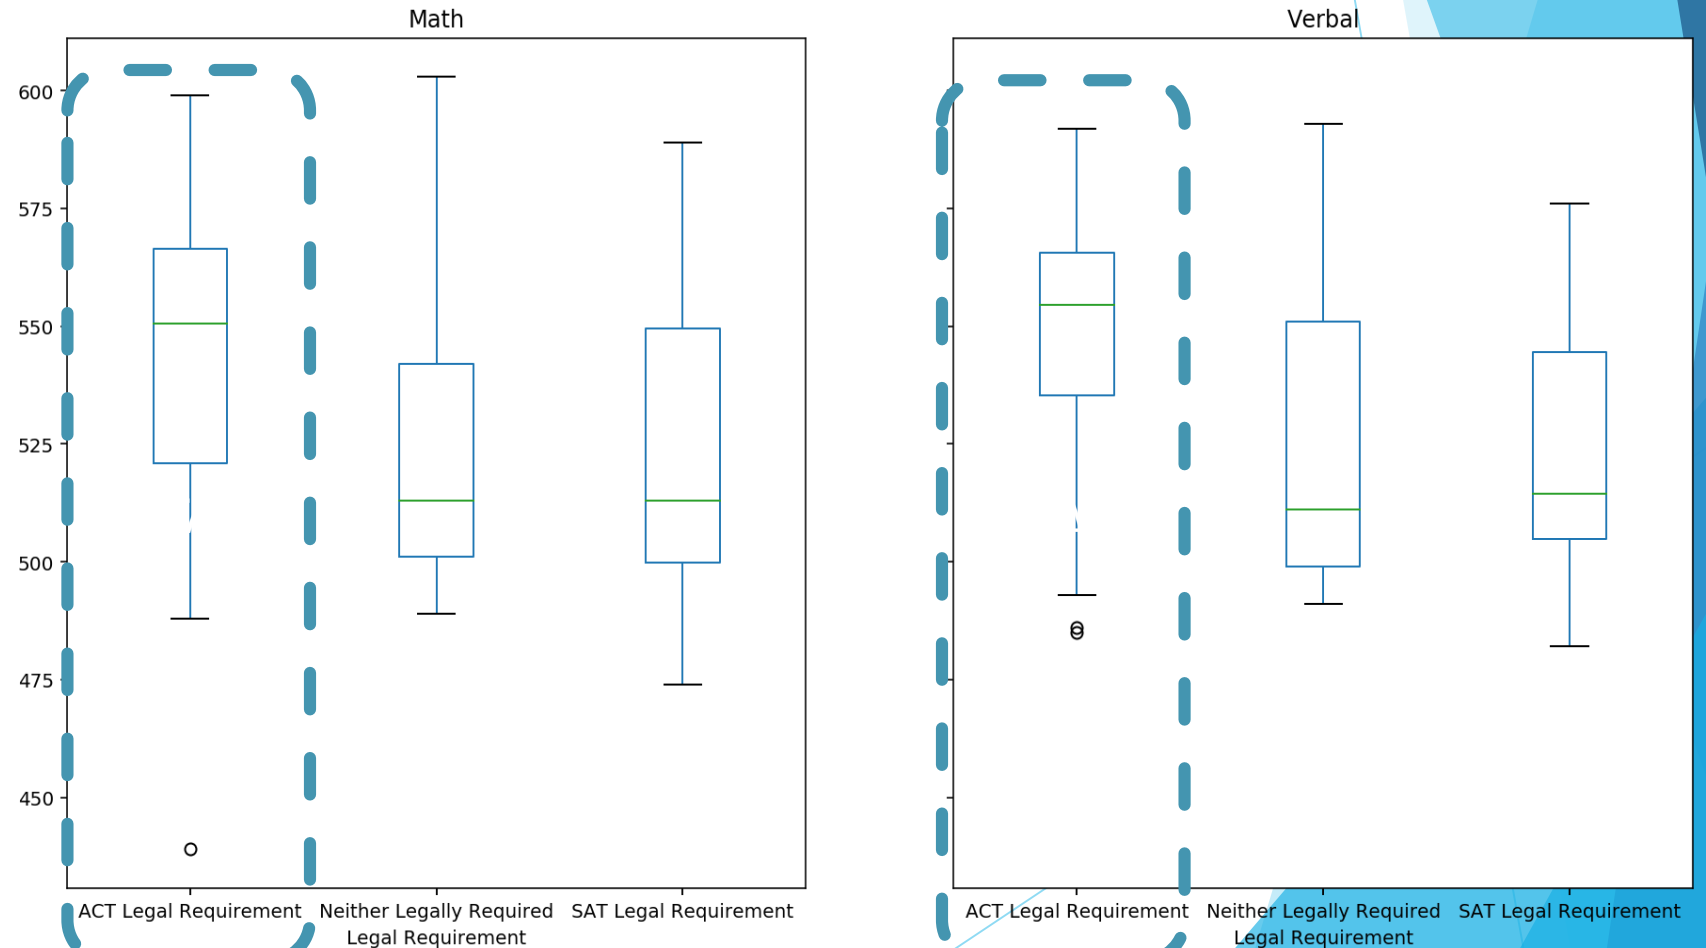 Math
Verbal
600
575
550
525
500
475
450
ACT Legal Requirement
Neither Legally Required
SAT Legal Requirement
Legal Requirement
ACT Legal Requirement
Neither Legally Required
SAT Legal Requirement
Legal Requirement